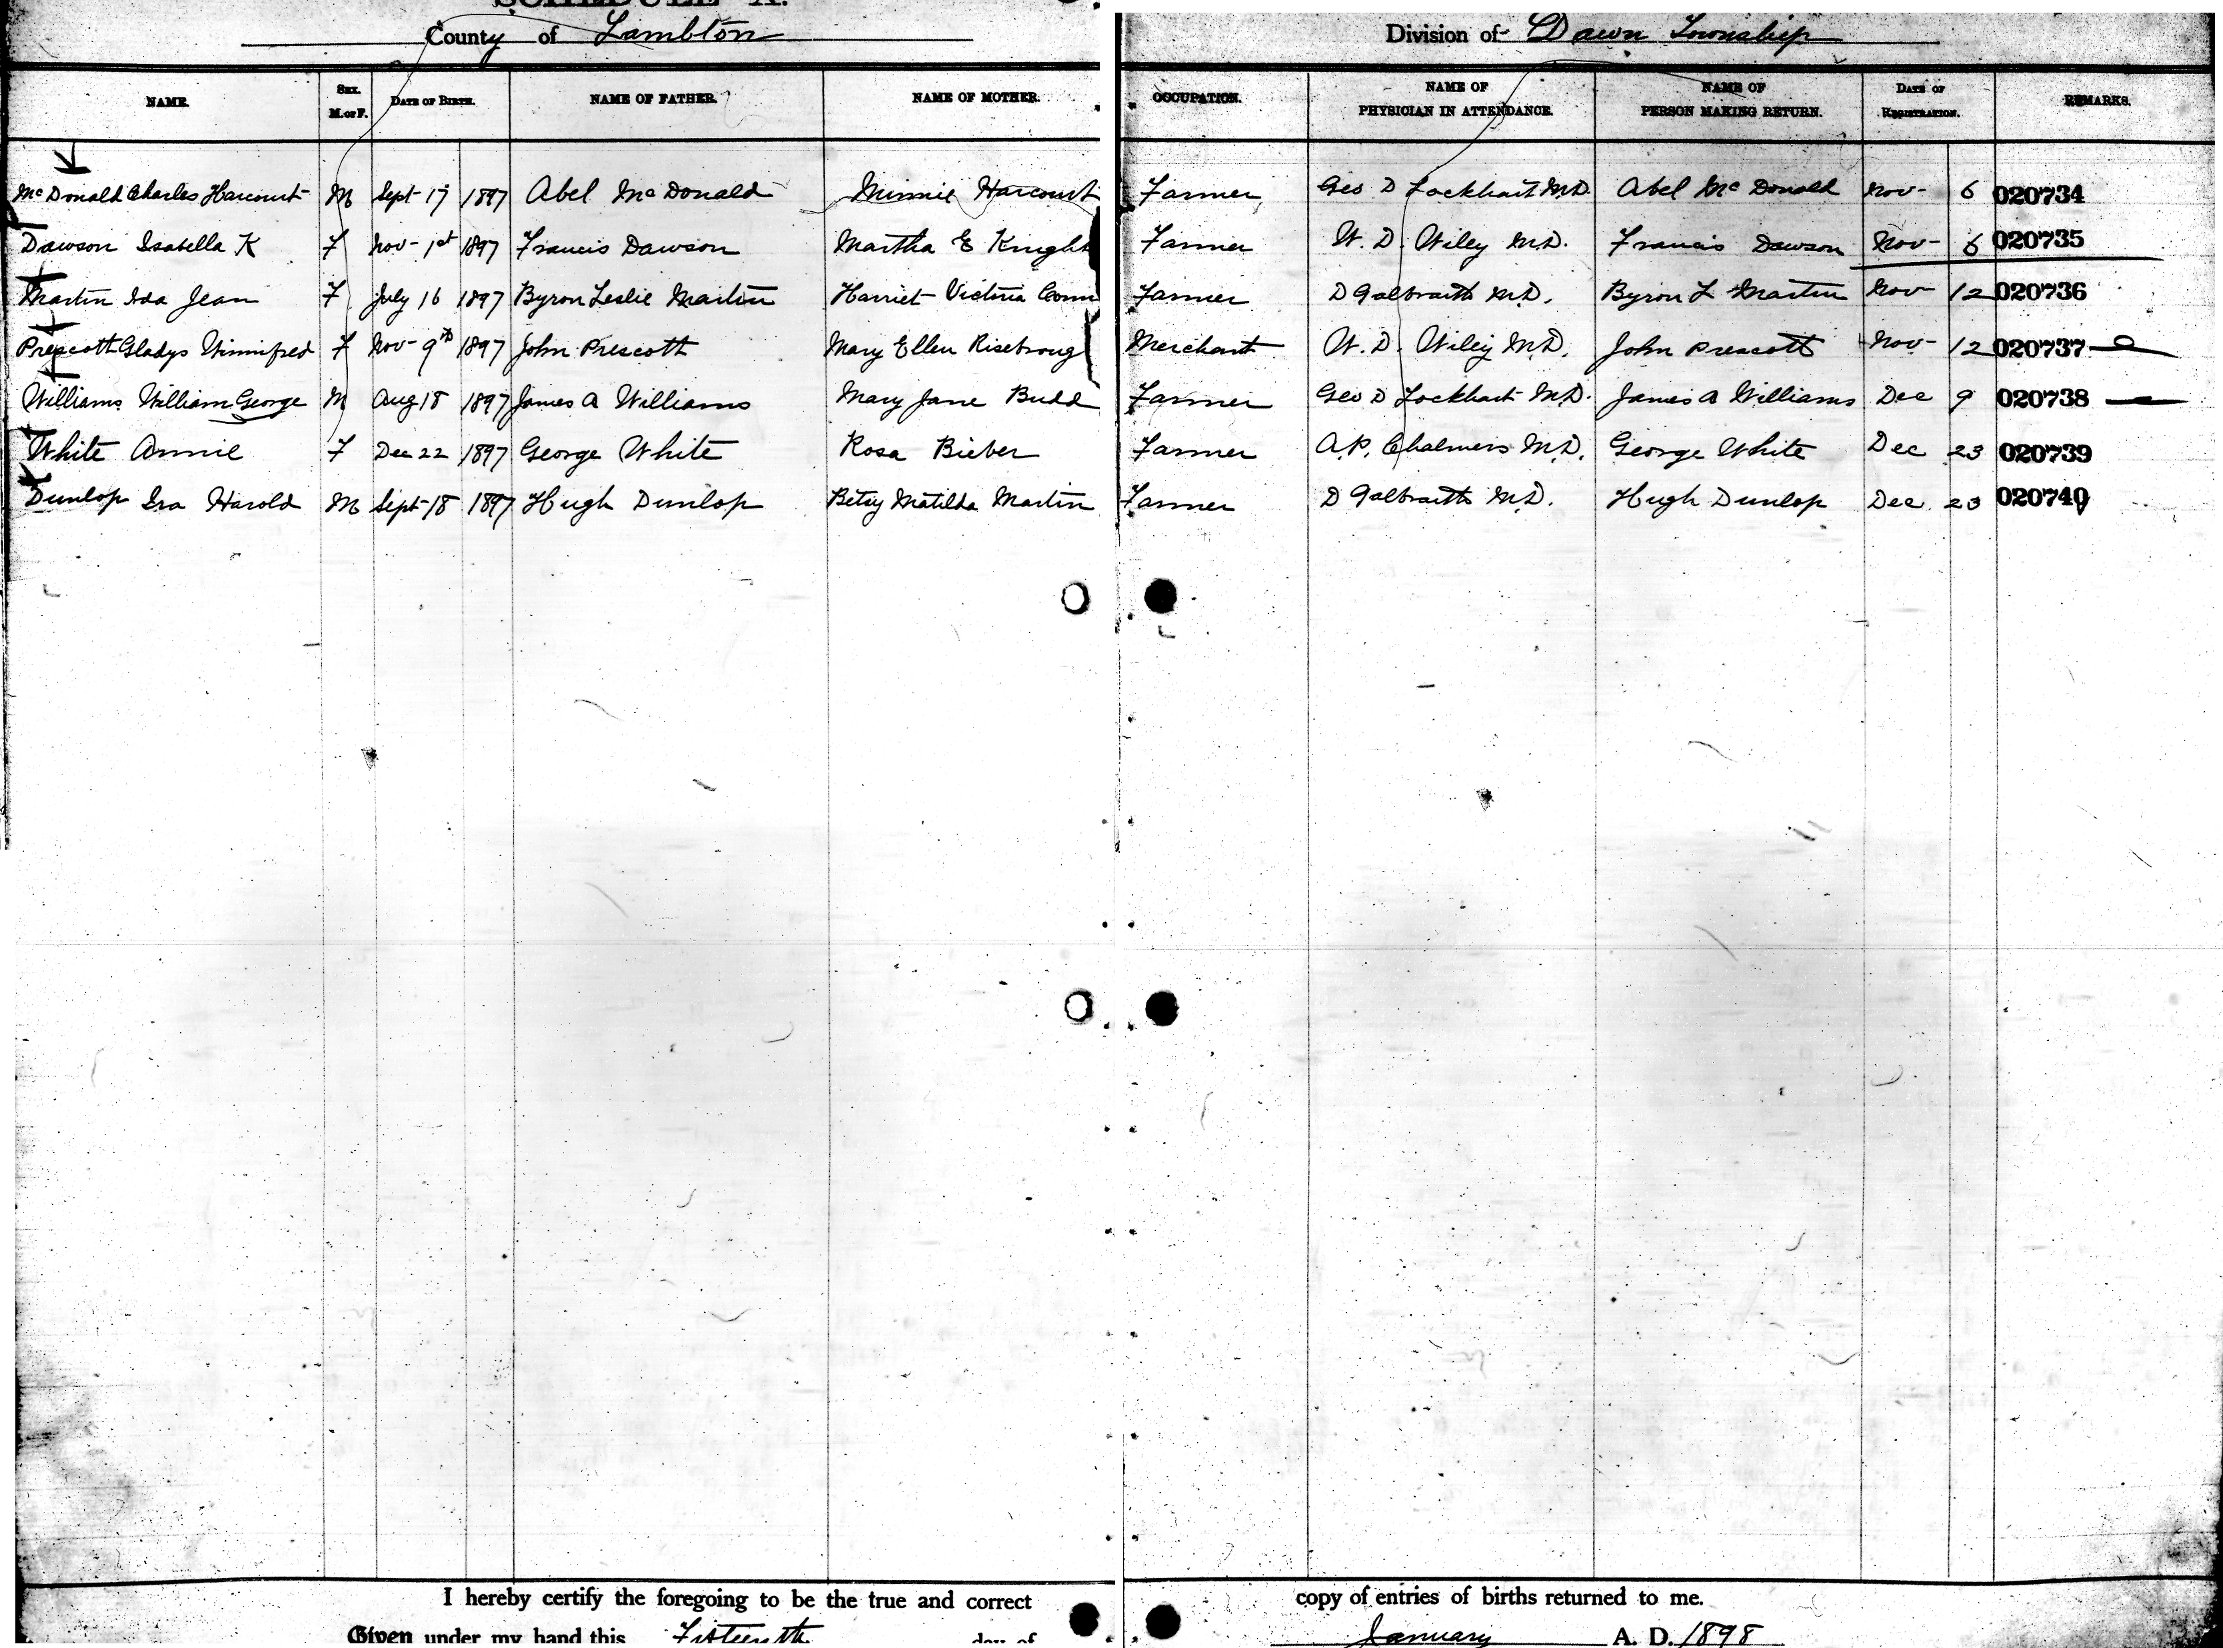 SCHEDULE A.
County of Lambton Division of Dawn Township
NAME. SEX. M. or F. DATE OF BIRTH. NAME OF FATHER. NAME OF MOTHER. OCCUPATION. NAME OF PHYSICIAN IN ATTENDANCE. NAME OF PERSON MAKING RETURN. DATE OF REGISTRATION. REMARKS.
McDonald Charles Harcourt M Sept 17 1897 Abel McDonald Minnie Harcourt Farmer Geo D Lockhart M.D. Abel McDonald Nov- 6 020734
Dawson Isabella K F Nov- 1st 1897 Francis Dawson Martha E Knight Farmer W. D. Wiley M.D. Francis Dawson Nov- 6 020735
Martin Ida Jean F July 16 1897 Byron Leslie Martin Harriet Victoria Conn Farmer D Galbraith M.D. Byron L Martin Nov 12 020736
Prescott Gladys Winnifred F Nov- 9th 1897 John Prescott Mary Ellen Risebroug Merchant W. D. Wiley M.D. John Prescott Nov- 12 020737
Williams William George M Aug 18 1897 James A Williams Mary Jane Budd Farmer Geo D Lockhart M.D. James A Williams Dec 9 020738
White Annie F Dec 22 1897 George White Rosa Bieber Farmer A.P. Chalmers M.D. George White Dec 23 020739
Dunlop Ira Harold M Sept 18 1897 Hugh Dunlop Betsy Matilda Martin Farmer D Galbraith M.D. Hugh Dunlop Dec 23 020740
I hereby certify the foregoing to be the true and correct copy of entries of births returned to me.
Given under my hand this Fifteenth day of January A. D. 1898